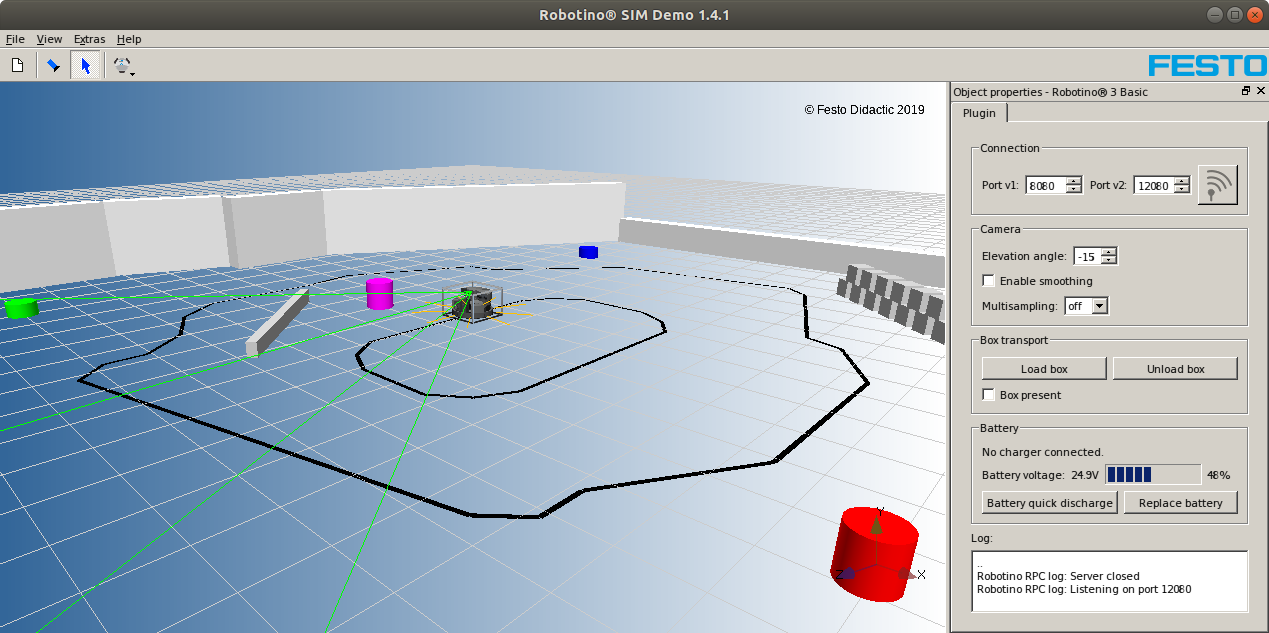 Robotino® SIM Demo 1.4.1
File View Extras Help
FESTO
© Festo Didactic 2019
Y
Z X
Object properties - Robotino® 3 Basic
Plugin
Connection
Port v1: 8080 Port v2: 12080
Camera
Elevation angle: -15
Enable smoothing
Multisampling: off
Box transport
Load box Unload box
Box present
Battery
No charger connected.
Battery voltage: 24.9V 48%
Battery quick discharge Replace battery
Log:
..
Robotino RPC log: Server closed
Robotino RPC log: Listening on port 12080